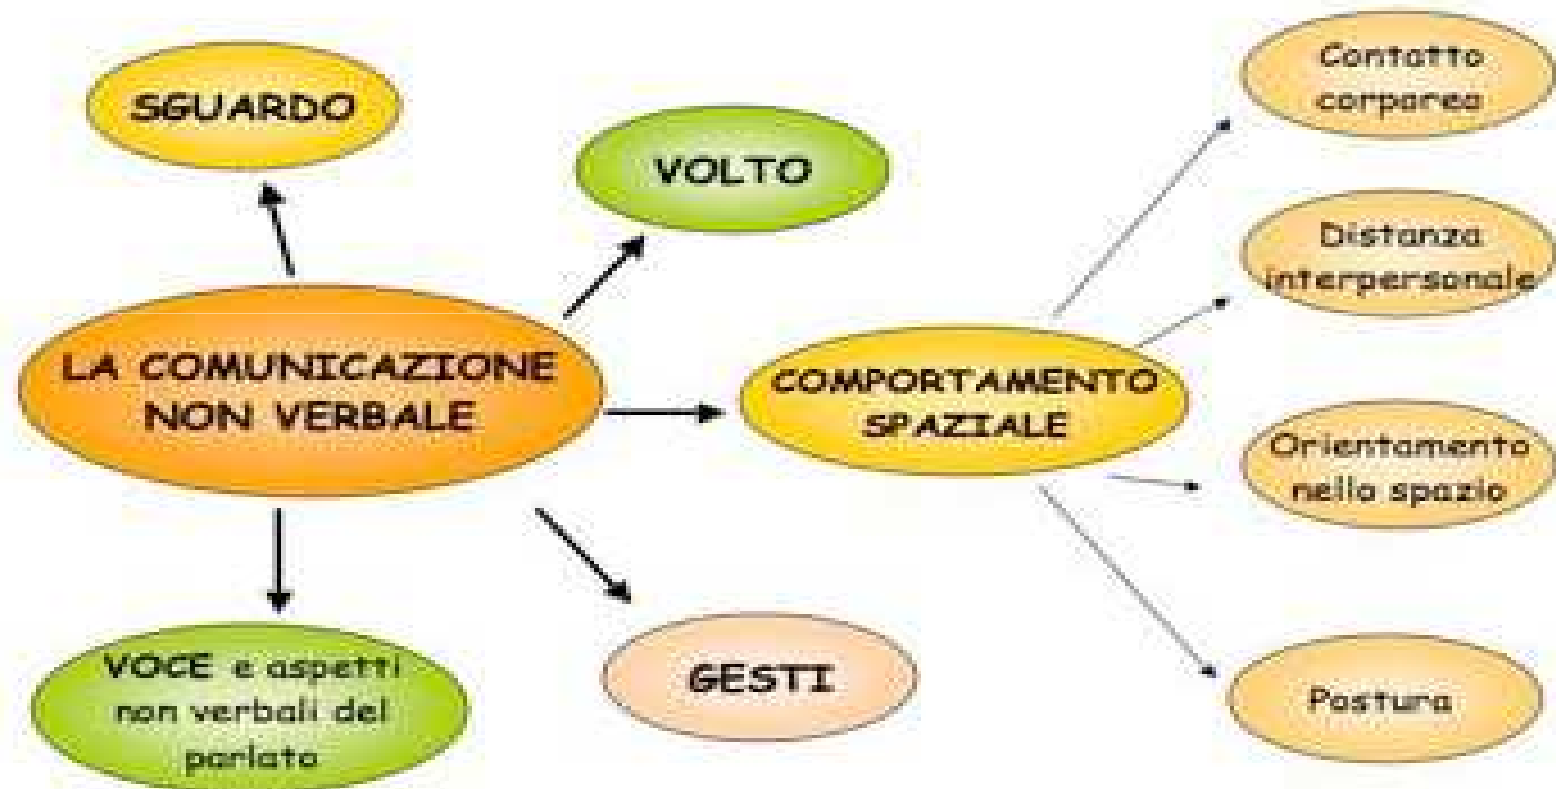 SGUARDO
VOLTO
LA COMUNICAZIONE
NON VERBALE
VOCE e aspetti
non verbali del
parlato
GESTI
COMPORTAMENTO
SPAZIALE
Contatto
corporeo
Distanza
interpersonale
Orientamento
nello spazio
Postura